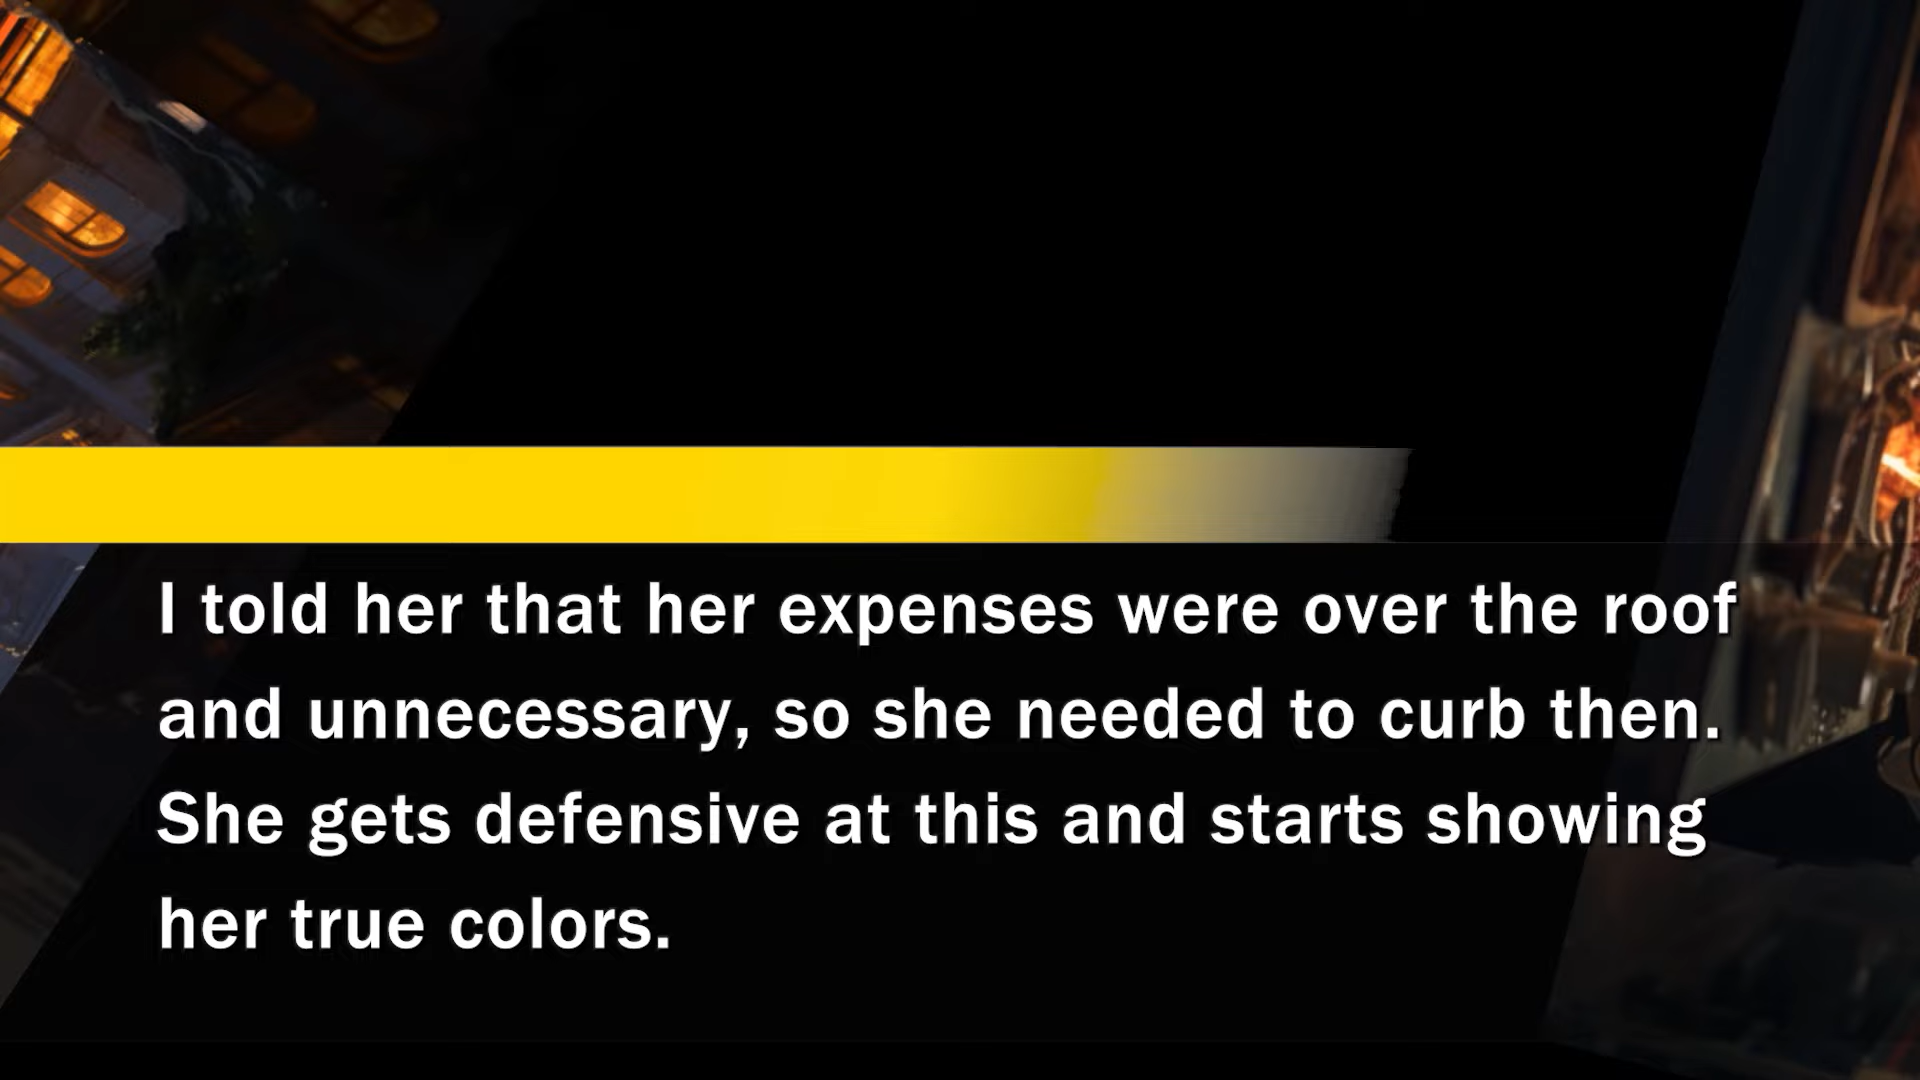 I told her that her expenses were over the roof
and unnecessary, so she needed to curb then.
She gets defensive at this and starts showing
her true colors.